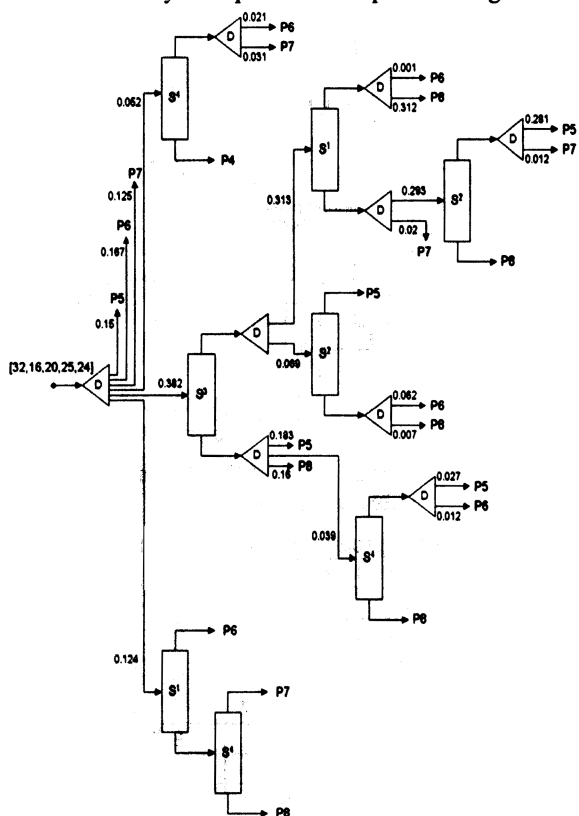 0.021
P6
D
P7
0.031
0.062
S⁴
P4
0.001
P6
D
P8
0.312
S¹
0.281
P5
D
P7
0.012
P7
0.125
P6
0.167
0.313
D
0.293
S²
0.02
P7
P8
P5
0.15
P5
[32,16,20,25,24]
D
0.382
S³
D
0.069
S²
0.062
D
P6
P8
0.007
0.183
D
P5
P8
0.16
0.027
D
P5
P6
0.012
0.039
S⁴
P8
0.124
P6
S¹
P7
S⁴
P8